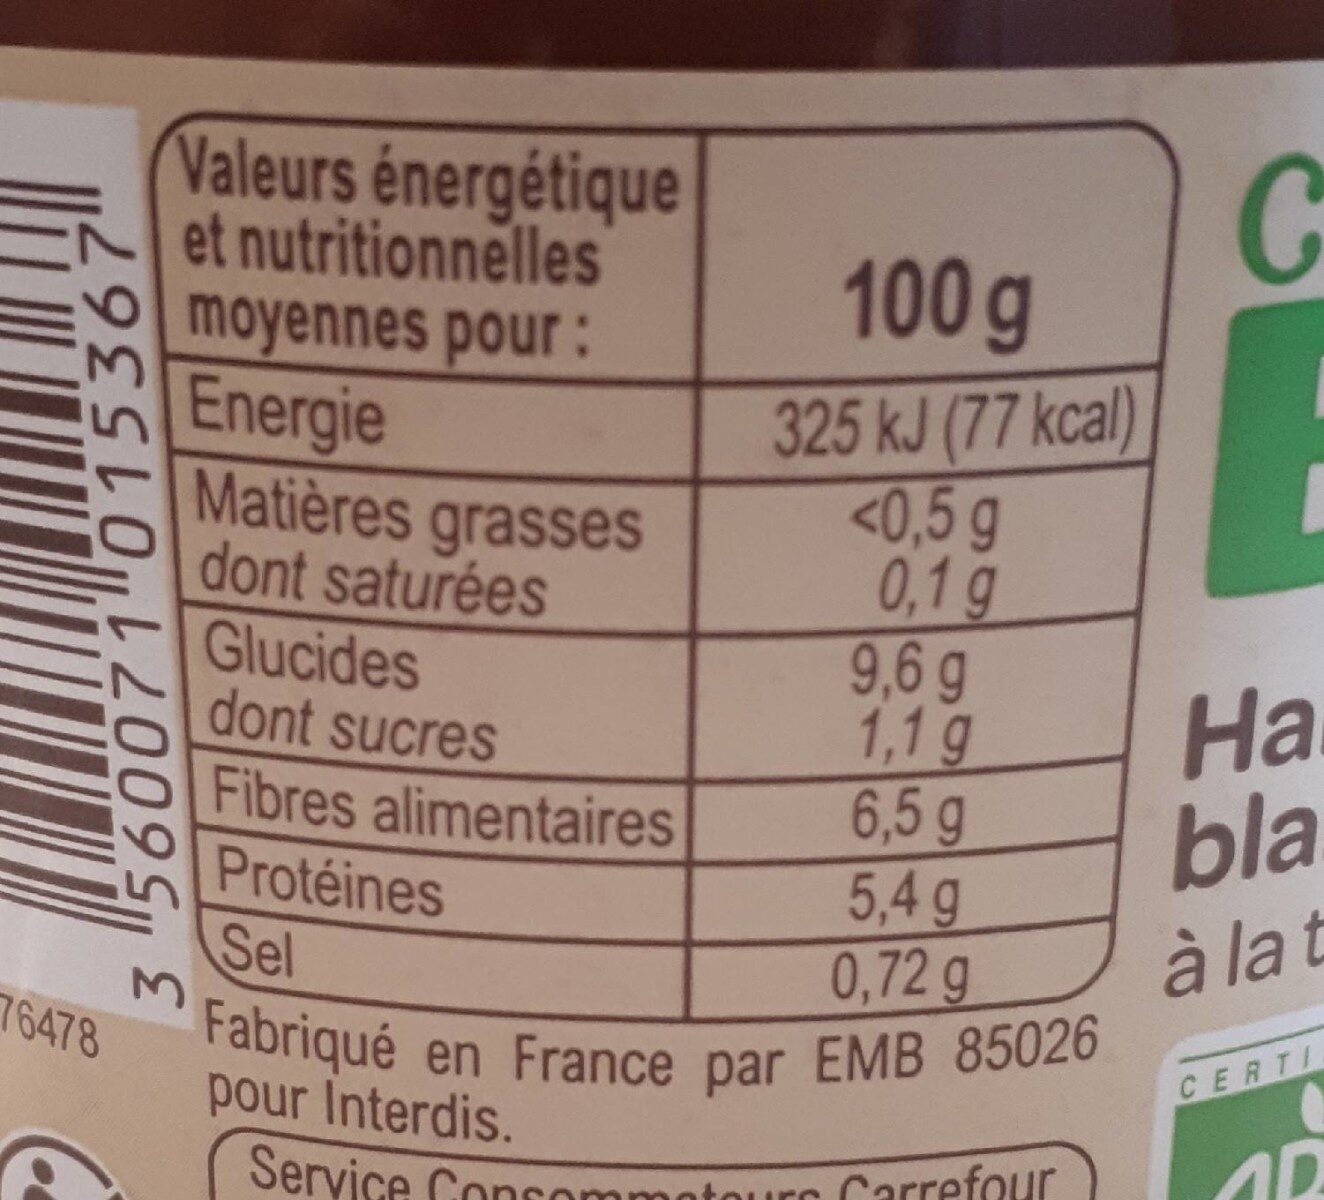 Valeurs énergétique
et nutritionnelles
moyennes pour :
100 g
Energie 325 kJ (77 kcal)
Matières grasses <0,5 g
dont saturées 0,1 g
Glucides 9,6 g
dont sucres 1,1 g
Fibres alimentaires 6,5 g
Protéines 5,4 g
Sel 0,72 g
Fabriqué en France par EMB 85026
pour Interdis.
Service Consommateurs Carrefour
3 560071 015367
76478
à la